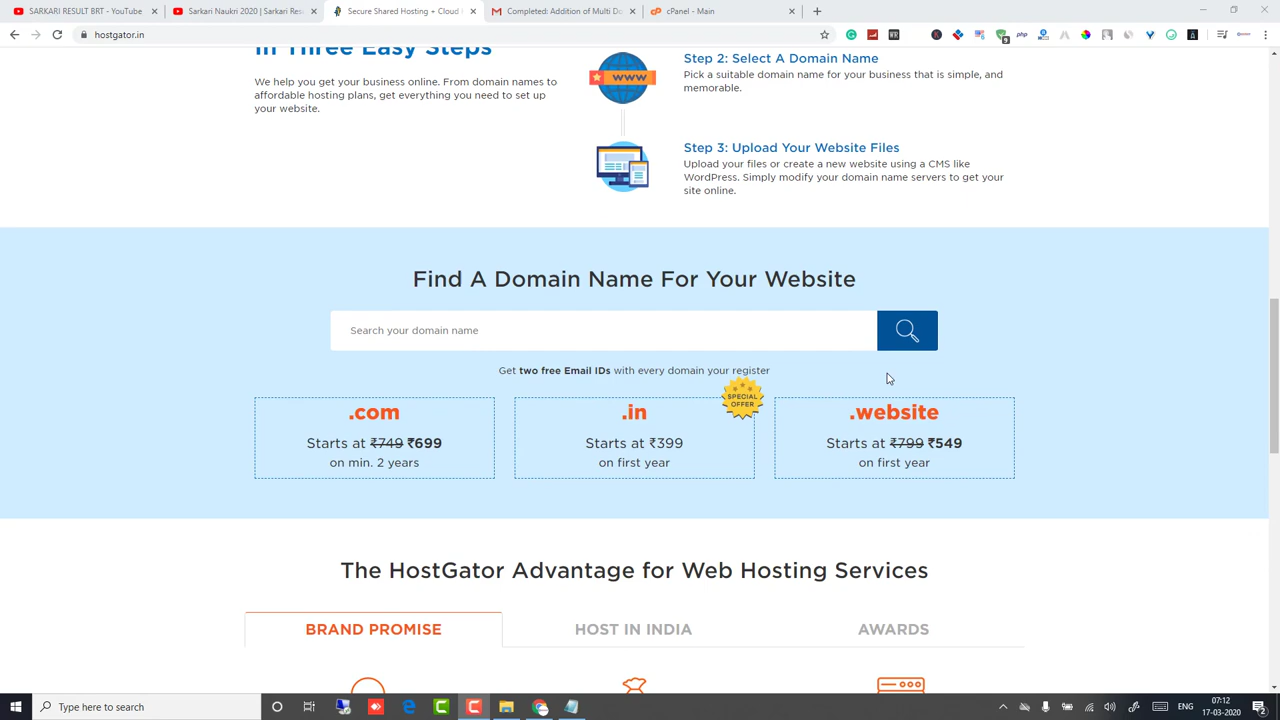 SARKARI RESULT BRT - YouTube
Sarkari Naukri 2020 | Sarkari Res
Secure Shared Hosting + Cloud
Completed: Addition of Multi Do
cPanel - Main
hostgator.in
In Three Easy Steps
We help you get your business online. From domain names to
affordable hosting plans, get everything you need to set up
your website.
WWW
Step 2: Select A Domain Name
Pick a suitable domain name for your business that is simple, and
memorable.
Step 3: Upload Your Website Files
Upload your files or create a new website using a CMS like
WordPress. Simply modify your domain name servers to get your
site online.
Find A Domain Name For Your Website
Search your domain name
Get two free Email IDs with every domain your register
SPECIAL
OFFER
.com
Starts at ₹749 ₹699
on min. 2 years
.in
Starts at ₹399
on first year
.website
Starts at ₹799 ₹549
on first year
The HostGator Advantage for Web Hosting Services
BRAND PROMISE
HOST IN INDIA
AWARDS
Type here to search
ENG
07:12
17-03-2020